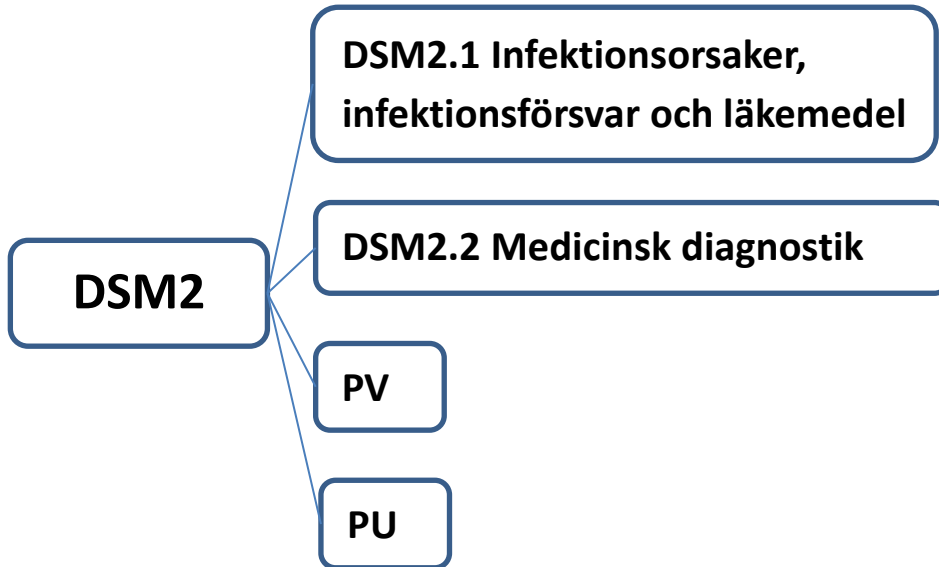 DSM2.1 Infektionsorsaker,
infektionsförsvar och läkemedel
DSM2.2 Medicinsk diagnostik
DSM2
PV
PU